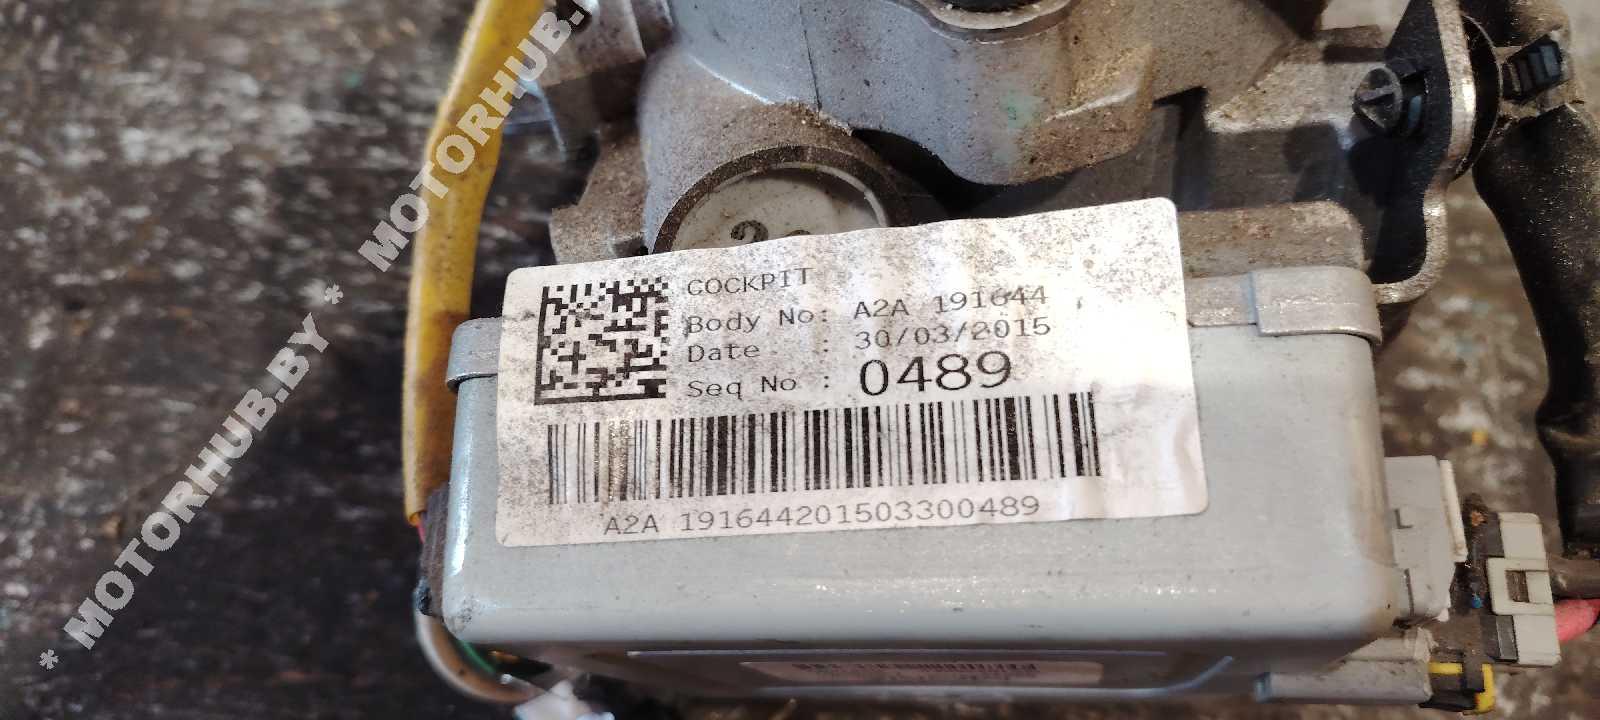 COCKPIT
Body No: A2A 191644
Date : 30/03/2015
Seq No : 0489
A2A 191644201503300489
L
* MOTORHUB.BY * MOTORHUB.BY * MOTORHUB.